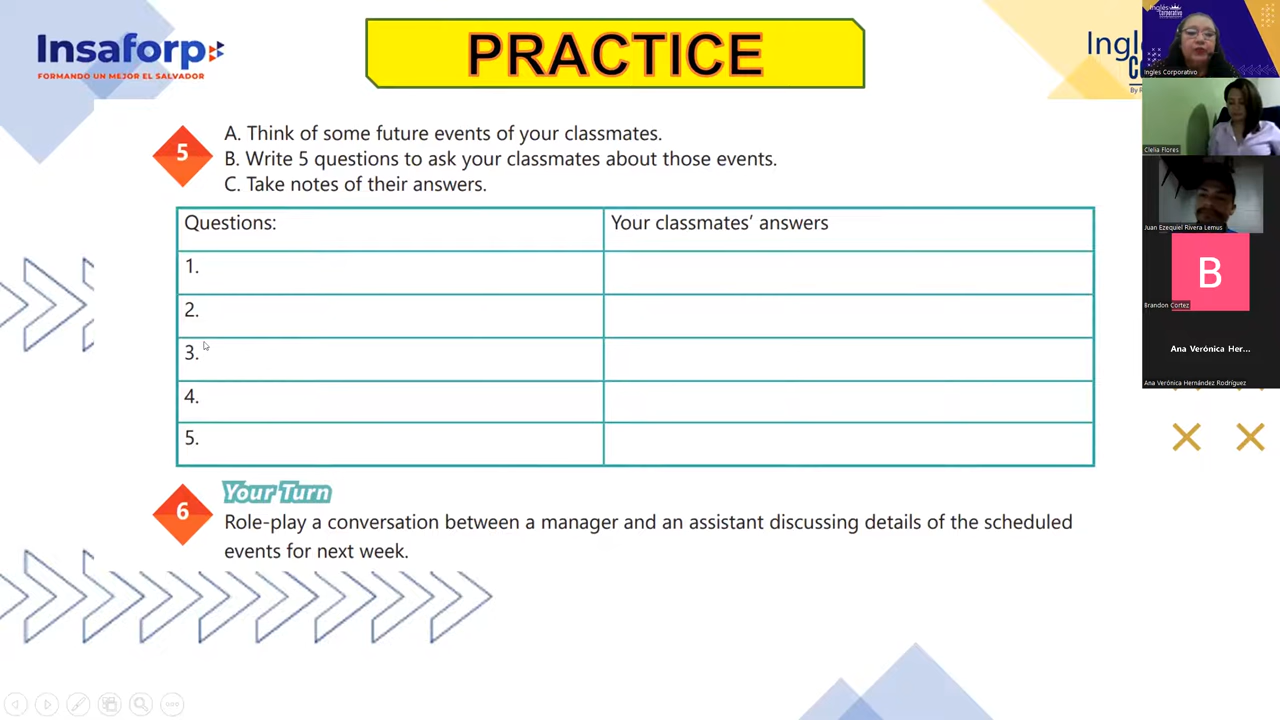 Insaforp
FORMANDO UN MEJOR EL SALVADOR
PRACTICE
Inglés
5
A. Think of some future events of your classmates.
B. Write 5 questions to ask your classmates about those events.
C. Take notes of their answers.
Questions:
Your classmates' answers
1.
2.
3.
4.
5.
6
Your Turn
Role-play a conversation between a manager and an assistant discussing details of the scheduled
events for next week.
Ingles Corporativo
Clelia Flores
Juan Ezequiel Rivera Lemus
B
Brandon Cortez
Ana Verónica Her...
Ana Verónica Hernández Rodríguez